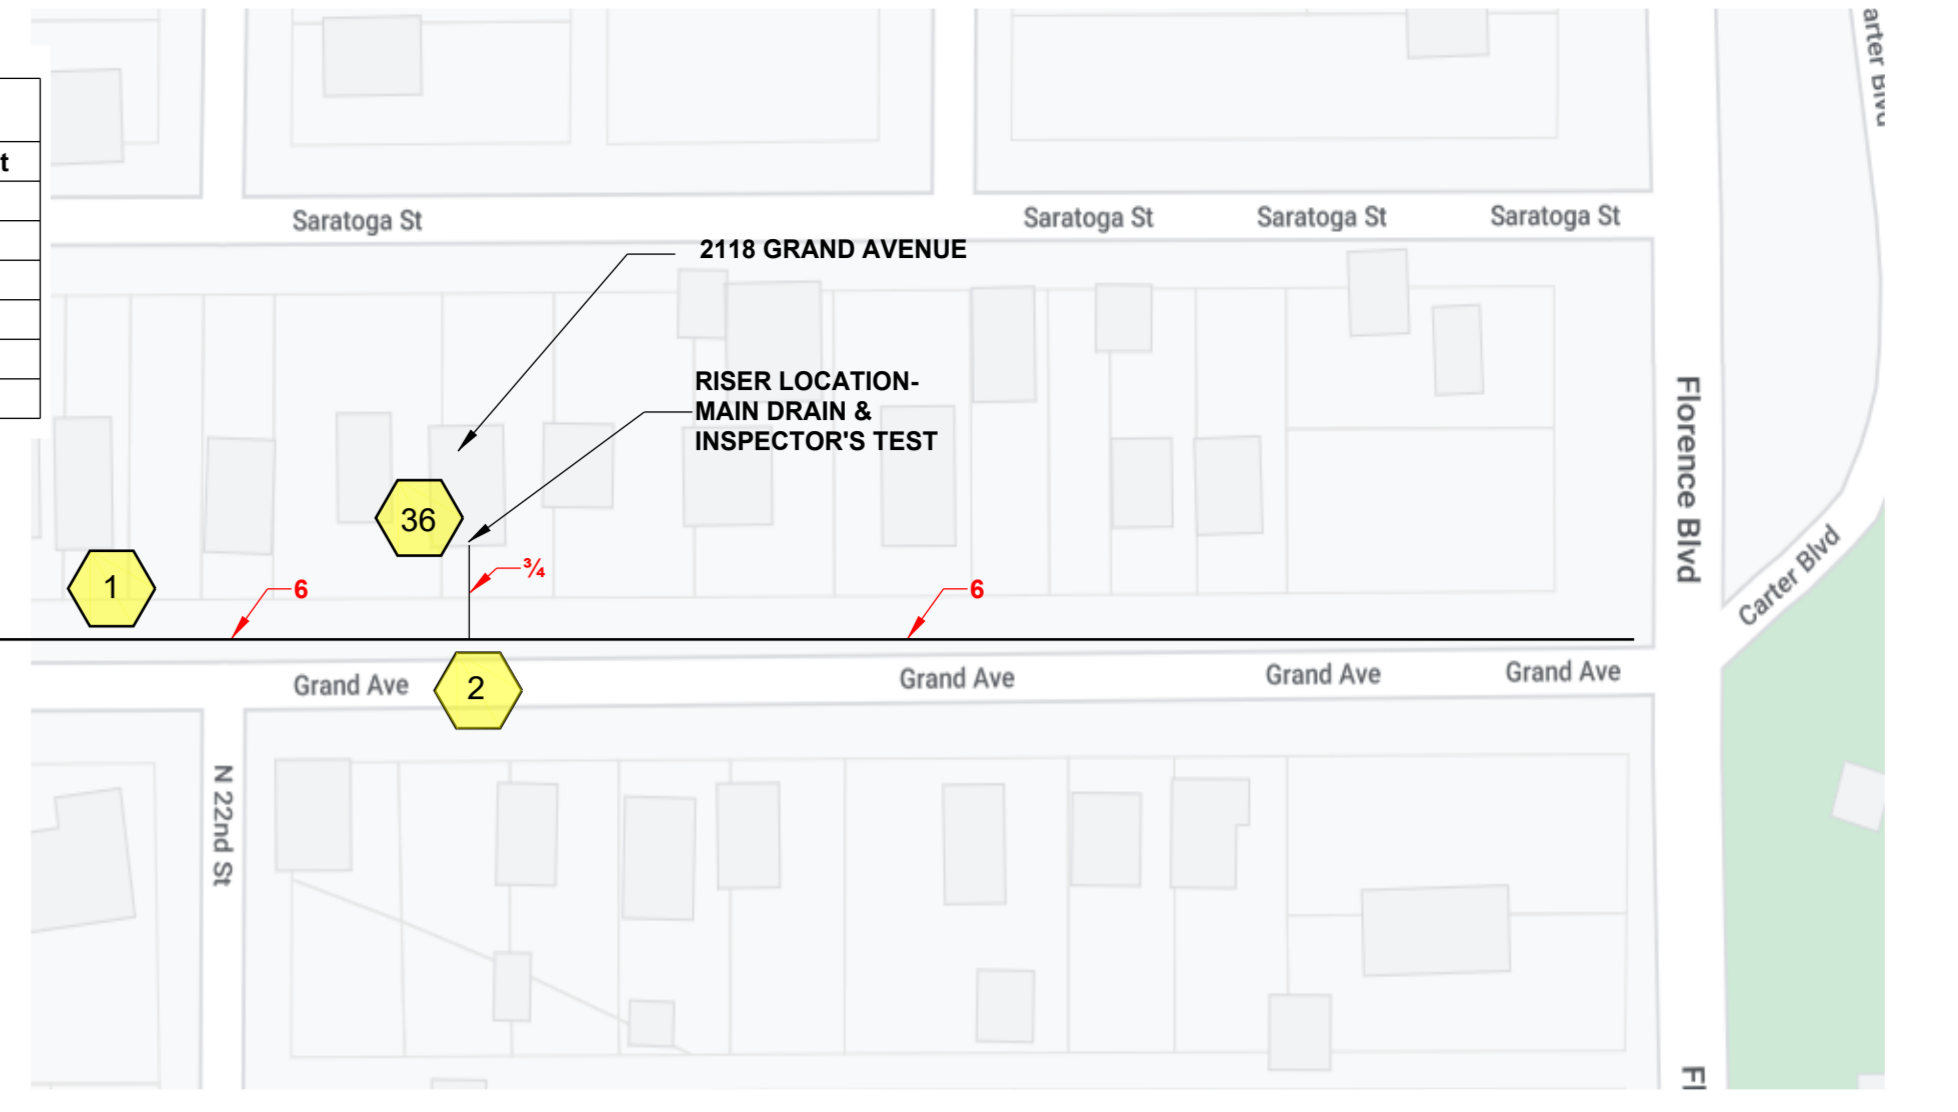 arter Blvd
t
Saratoga St
Saratoga St
Saratoga St
Saratoga St
2118 GRAND AVENUE
RISER LOCATION-
MAIN DRAIN &
INSPECTOR'S TEST
Florence Blvd
36
Carter Blvd
1
6
¾
6
Grand Ave
2
Grand Ave
Grand Ave
Grand Ave
N 22nd St
Fl